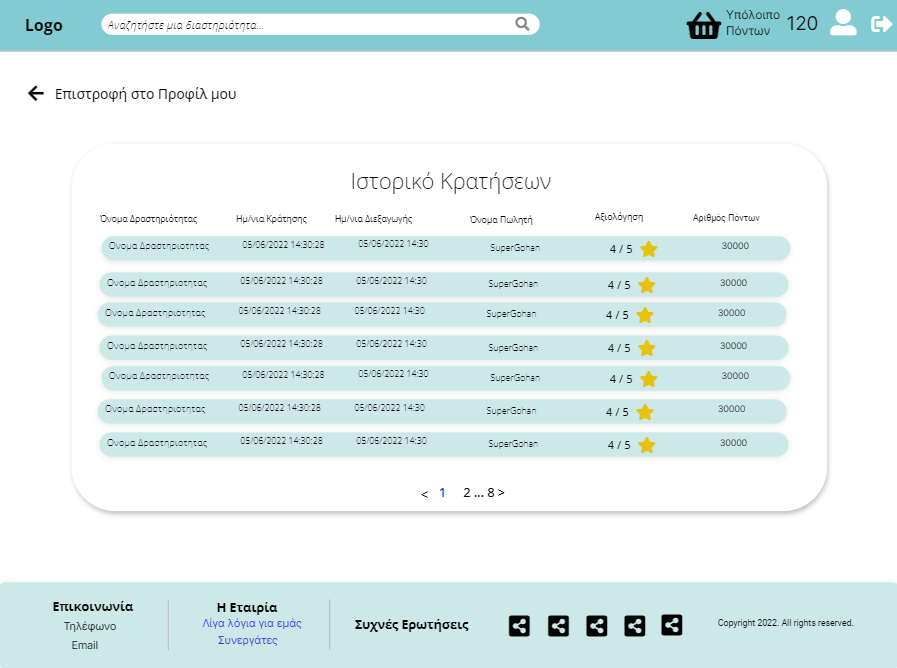 Logo
Αναζητήστε μια διαστηριότητα...
Υπόλοιπο
Πόντων
120
Επιστροφή στο Προφίλ μου
Ιστορικό Κρατήσεων
Όνομα Δραστηριότητας Ημ/νια Κράτησης Ημ/νια Διεξαγωγής Όνομα Πωλητή Αξιολόγηση Αριθμός Πόντων
Ονομα Δραστηριοτητας 05/06/2022 14:30:28 05/06/2022 14:30 SuperGohan 4 / 5 30000
Ονομα Δραστηριοτητας 05/06/2022 14:30:28 05/06/2022 14:30 SuperGohan 4 / 5 30000
Ονομα Δραστηριοτητας 05/06/2022 14:30:28 05/06/2022 14:30 SuperGohan 4 / 5 30000
Ονομα Δραστηριοτητας 05/06/2022 14:30:28 05/06/2022 14:30 SuperGohan 4 / 5 30000
Ονομα Δραστηριοτητας 05/06/2022 14:30:28 05/06/2022 14:30 SuperGohan 4 / 5 30000
Ονομα Δραστηριοτητας 05/06/2022 14:30:28 05/06/2022 14:30 SuperGohan 4 / 5 30000
Ονομα Δραστηριοτητας 05/06/2022 14:30:28 05/06/2022 14:30 SuperGohan 4 / 5 30000
< 1 2 ... 8 >
Επικοινωνία
Τηλέφωνο
Email
Η Εταιρία
Λίγα λόγια για εμάς
Συνεργάτες
Συχνές Ερωτήσεις
Copyright 2022. All rights reserved.